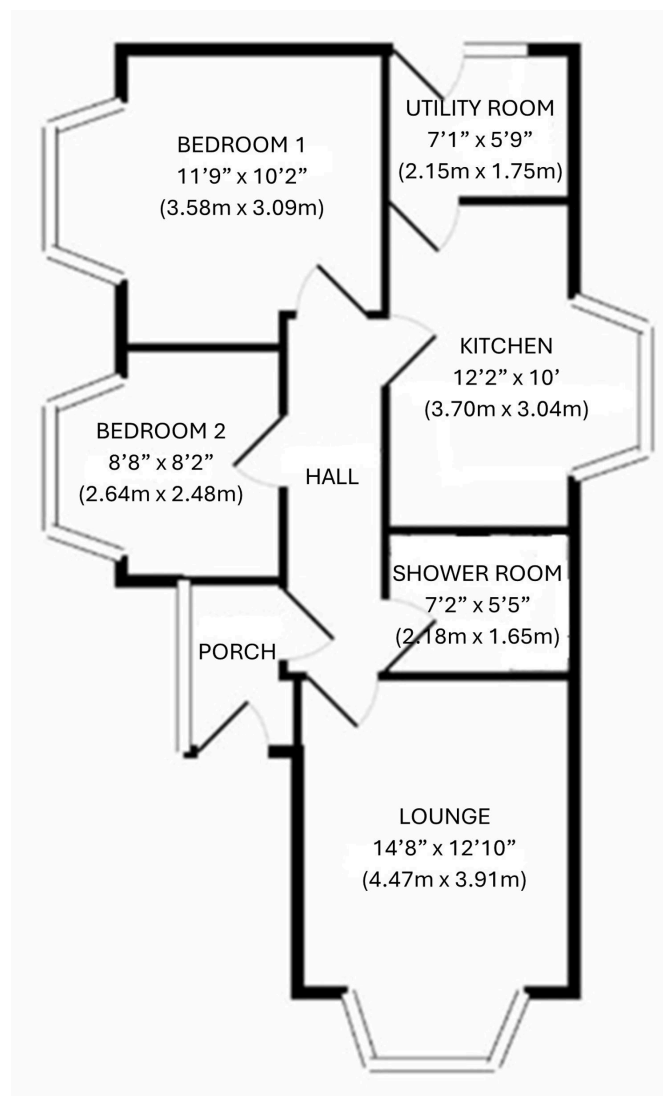 UTILITY ROOM
7’1” x 5’9”
(2.15m x 1.75m)
BEDROOM 1
11’9” x 10’2”
(3.58m x 3.09m)
KITCHEN
12’2” x 10’
(3.70m x 3.04m)
BEDROOM 2
8’8” x 8’2”
(2.64m x 2.48m)
HALL
SHOWER ROOM
7’2” x 5’5”
(2.18m x 1.65m)
PORCH
LOUNGE
14’8” x 12’10”
(4.47m x 3.91m)